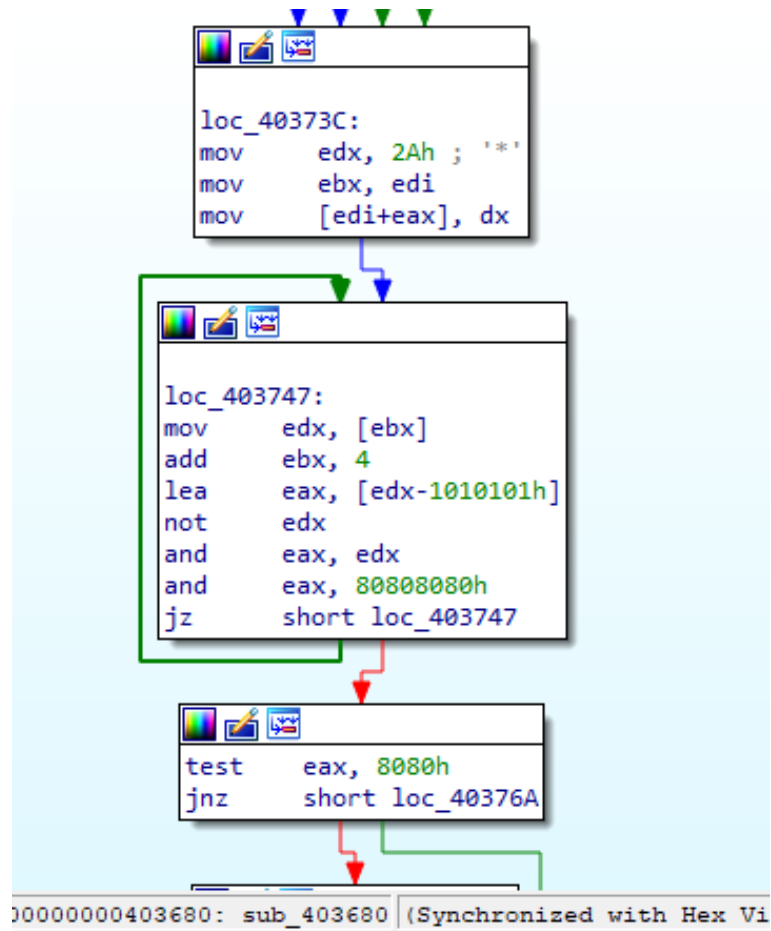 loc_40373C:
mov edx, 2Ah ; '*'
mov ebx, edi
mov [edi+eax], dx
loc_403747:
mov edx, [ebx]
add ebx, 4
lea eax, [edx-1010101h]
not edx
and eax, edx
and eax, 80808080h
jz short loc_403747
test eax, 8080h
jnz short loc_40376A
00000000403680: sub_403680 (Synchronized with Hex Vi